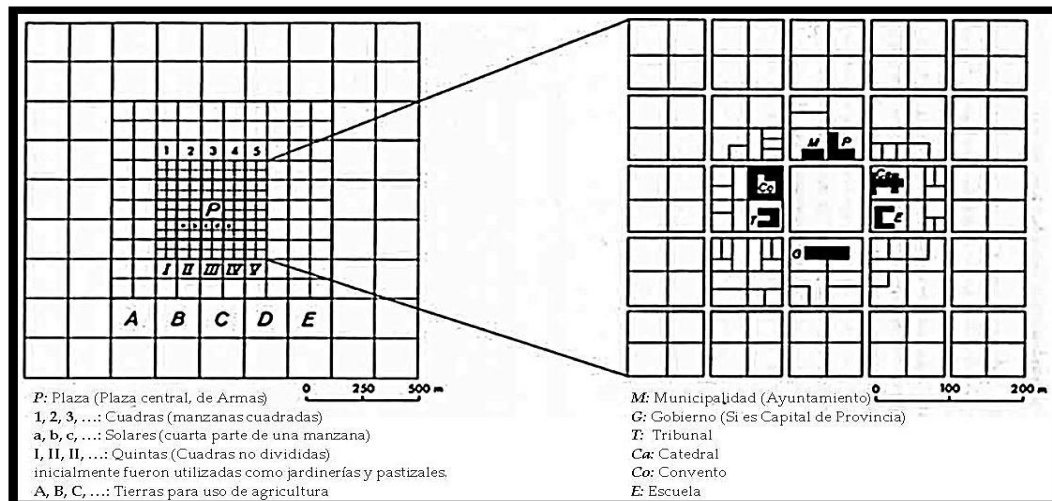 1 2 3 4 5
P
a b c d e
I II III IV V
A B C D E
0 250 500 m
P: Plaza (Plaza central, de Armas)
1, 2, 3, ...: Cuadras (manzanas cuadradas)
a, b, c, ...: Solares (cuarta parte de una manzana)
I, II, II, ...: Quintas (Cuadras no divididas)
inicialmente fueron utilizadas como jardinerías y pastizales.
A, B, C, ...: Tierras para uso de agricultura
M P
Co Ca
T E
G
0 100 200 m
M: Municipalidad (Ayuntamiento)
G: Gobierno (Si es Capital de Provincia)
T: Tribunal
Ca: Catedral
Co: Convento
E: Escuela